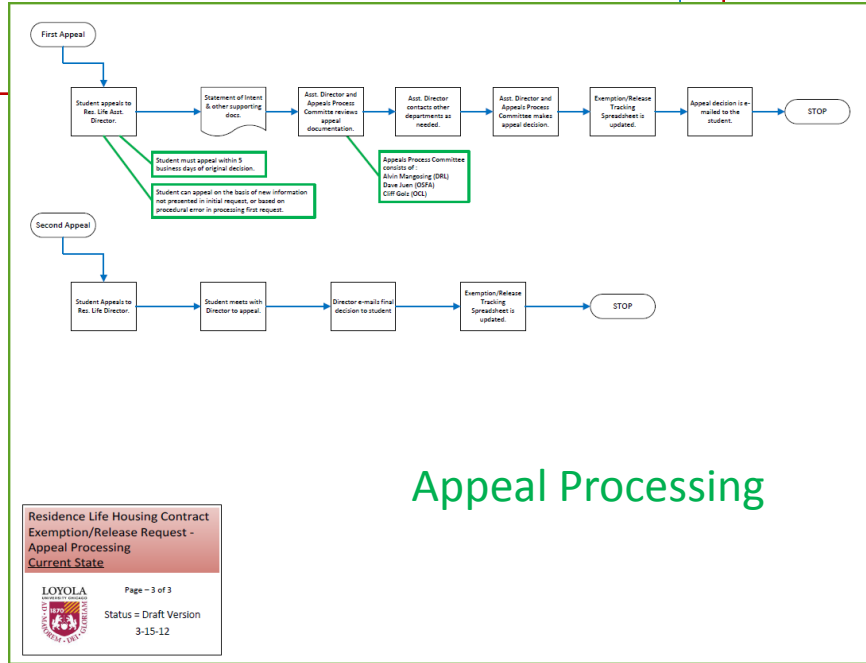 First Appeal
Student appeals to
Res. Life Asst.
Director.
Statement of Intent
& other supporting
docs.
Asst. Director and
Appeals Process
Committe reviews
appeal
documentation.
Asst. Director
contacts other
departments as
needed.
Asst. Director and
Appeals Process
Committee makes
appeal decision.
Exemption/Release
Tracking
Spreadsheet is
updated.
Appeal decision is e-
mailed to the
student.
STOP
Student must appeal within 5
business days of original decision.
Student can appeal on the basis of new information
not presented in initial request, or based on
procedural error in processing first request.
Appeals Process Committee
consists of :
Alvin Mangosing (DRL)
Dave Juen (OSFA)
Cliff Golz (OCL)
Second Appeal
Student Appeals to
Res. Life Director.
Student meets with
Director to appeal.
Director e-mails final
decision to student
Exemption/Release
Tracking
Spreadsheet is
updated.
STOP
Appeal Processing
Residence Life Housing Contract
Exemption/Release Request -
Appeal Processing
Current State
LOYOLA
UNIVERSITY CHICAGO
1870
AD • MAJOREM • DEI • GLORIAM
Page – 3 of 3
Status = Draft Version
3-15-12